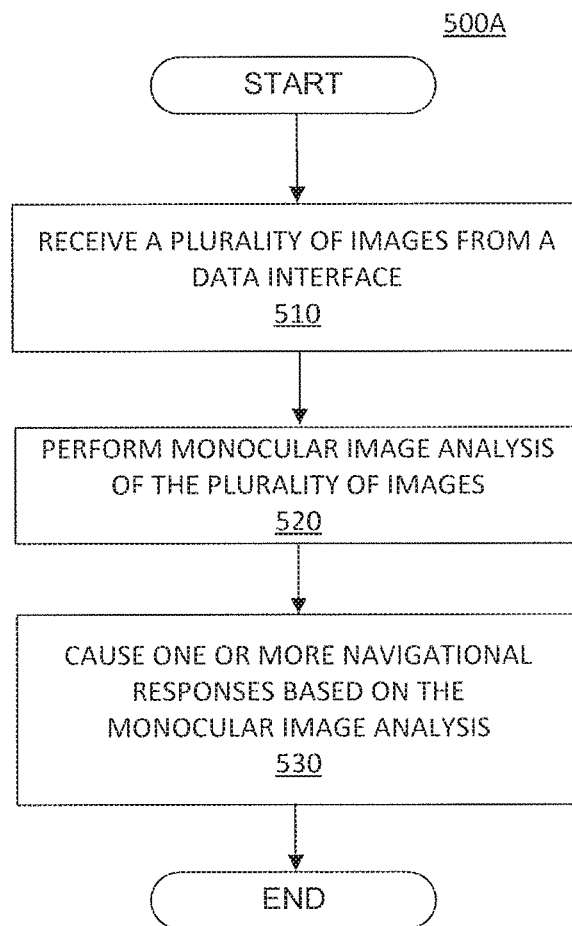 500A
START
RECEIVE A PLURALITY OF IMAGES FROM A
DATA INTERFACE
510
PERFORM MONOCULAR IMAGE ANALYSIS
OF THE PLURALITY OF IMAGES
520
CAUSE ONE OR MORE NAVIGATIONAL
RESPONSES BASED ON THE
MONOCULAR IMAGE ANALYSIS
530
END